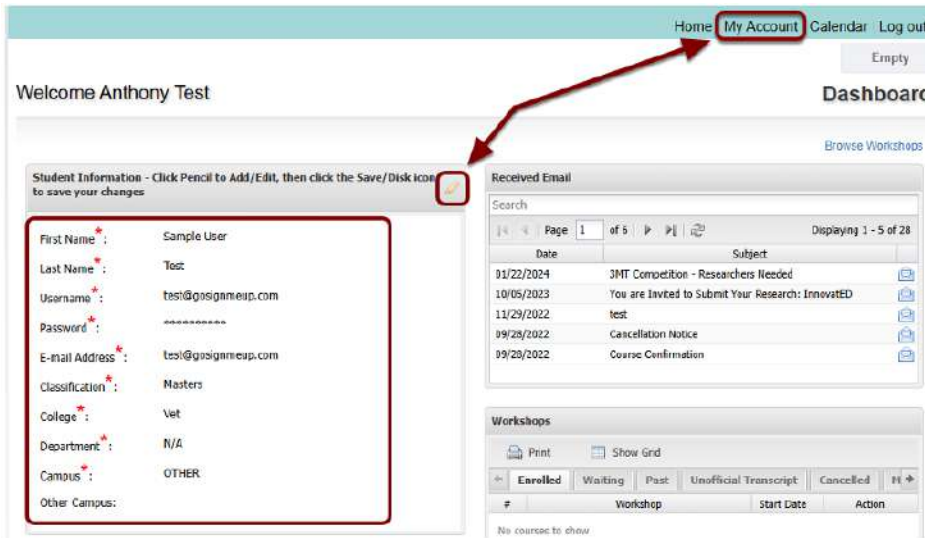 Home My Account Calendar Log out
Empty
Welcome Anthony Test
Dashboard
Browse Workshops
Student Information - Click Pencil to Add/Edit, then click the Save/Disk icon
to save your changes
First Name*: Sample User
Last Name*: Test
Username*: test@gosignmeup.com
Password*: **********
E-mail Address*: test@gosignmeup.com
Classification*: Masters
College*: Vet
Department*: N/A
Campus*: OTHER
Other Campus:
Received Email
Search
Page 1 of 6 Displaying 1 - 5 of 28
Date Subject
01/22/2024 3MT Competition - Researchers Needed
10/05/2023 You are Invited to Submit Your Research: InnovatED
11/29/2022 test
09/28/2022 Cancellation Notice
09/28/2022 Course Confirmation
Workshops
Print Show Grid
Enrolled Waiting Past Unofficial Transcript Cancelled M
# Workshop Start Date Action
No courses to show